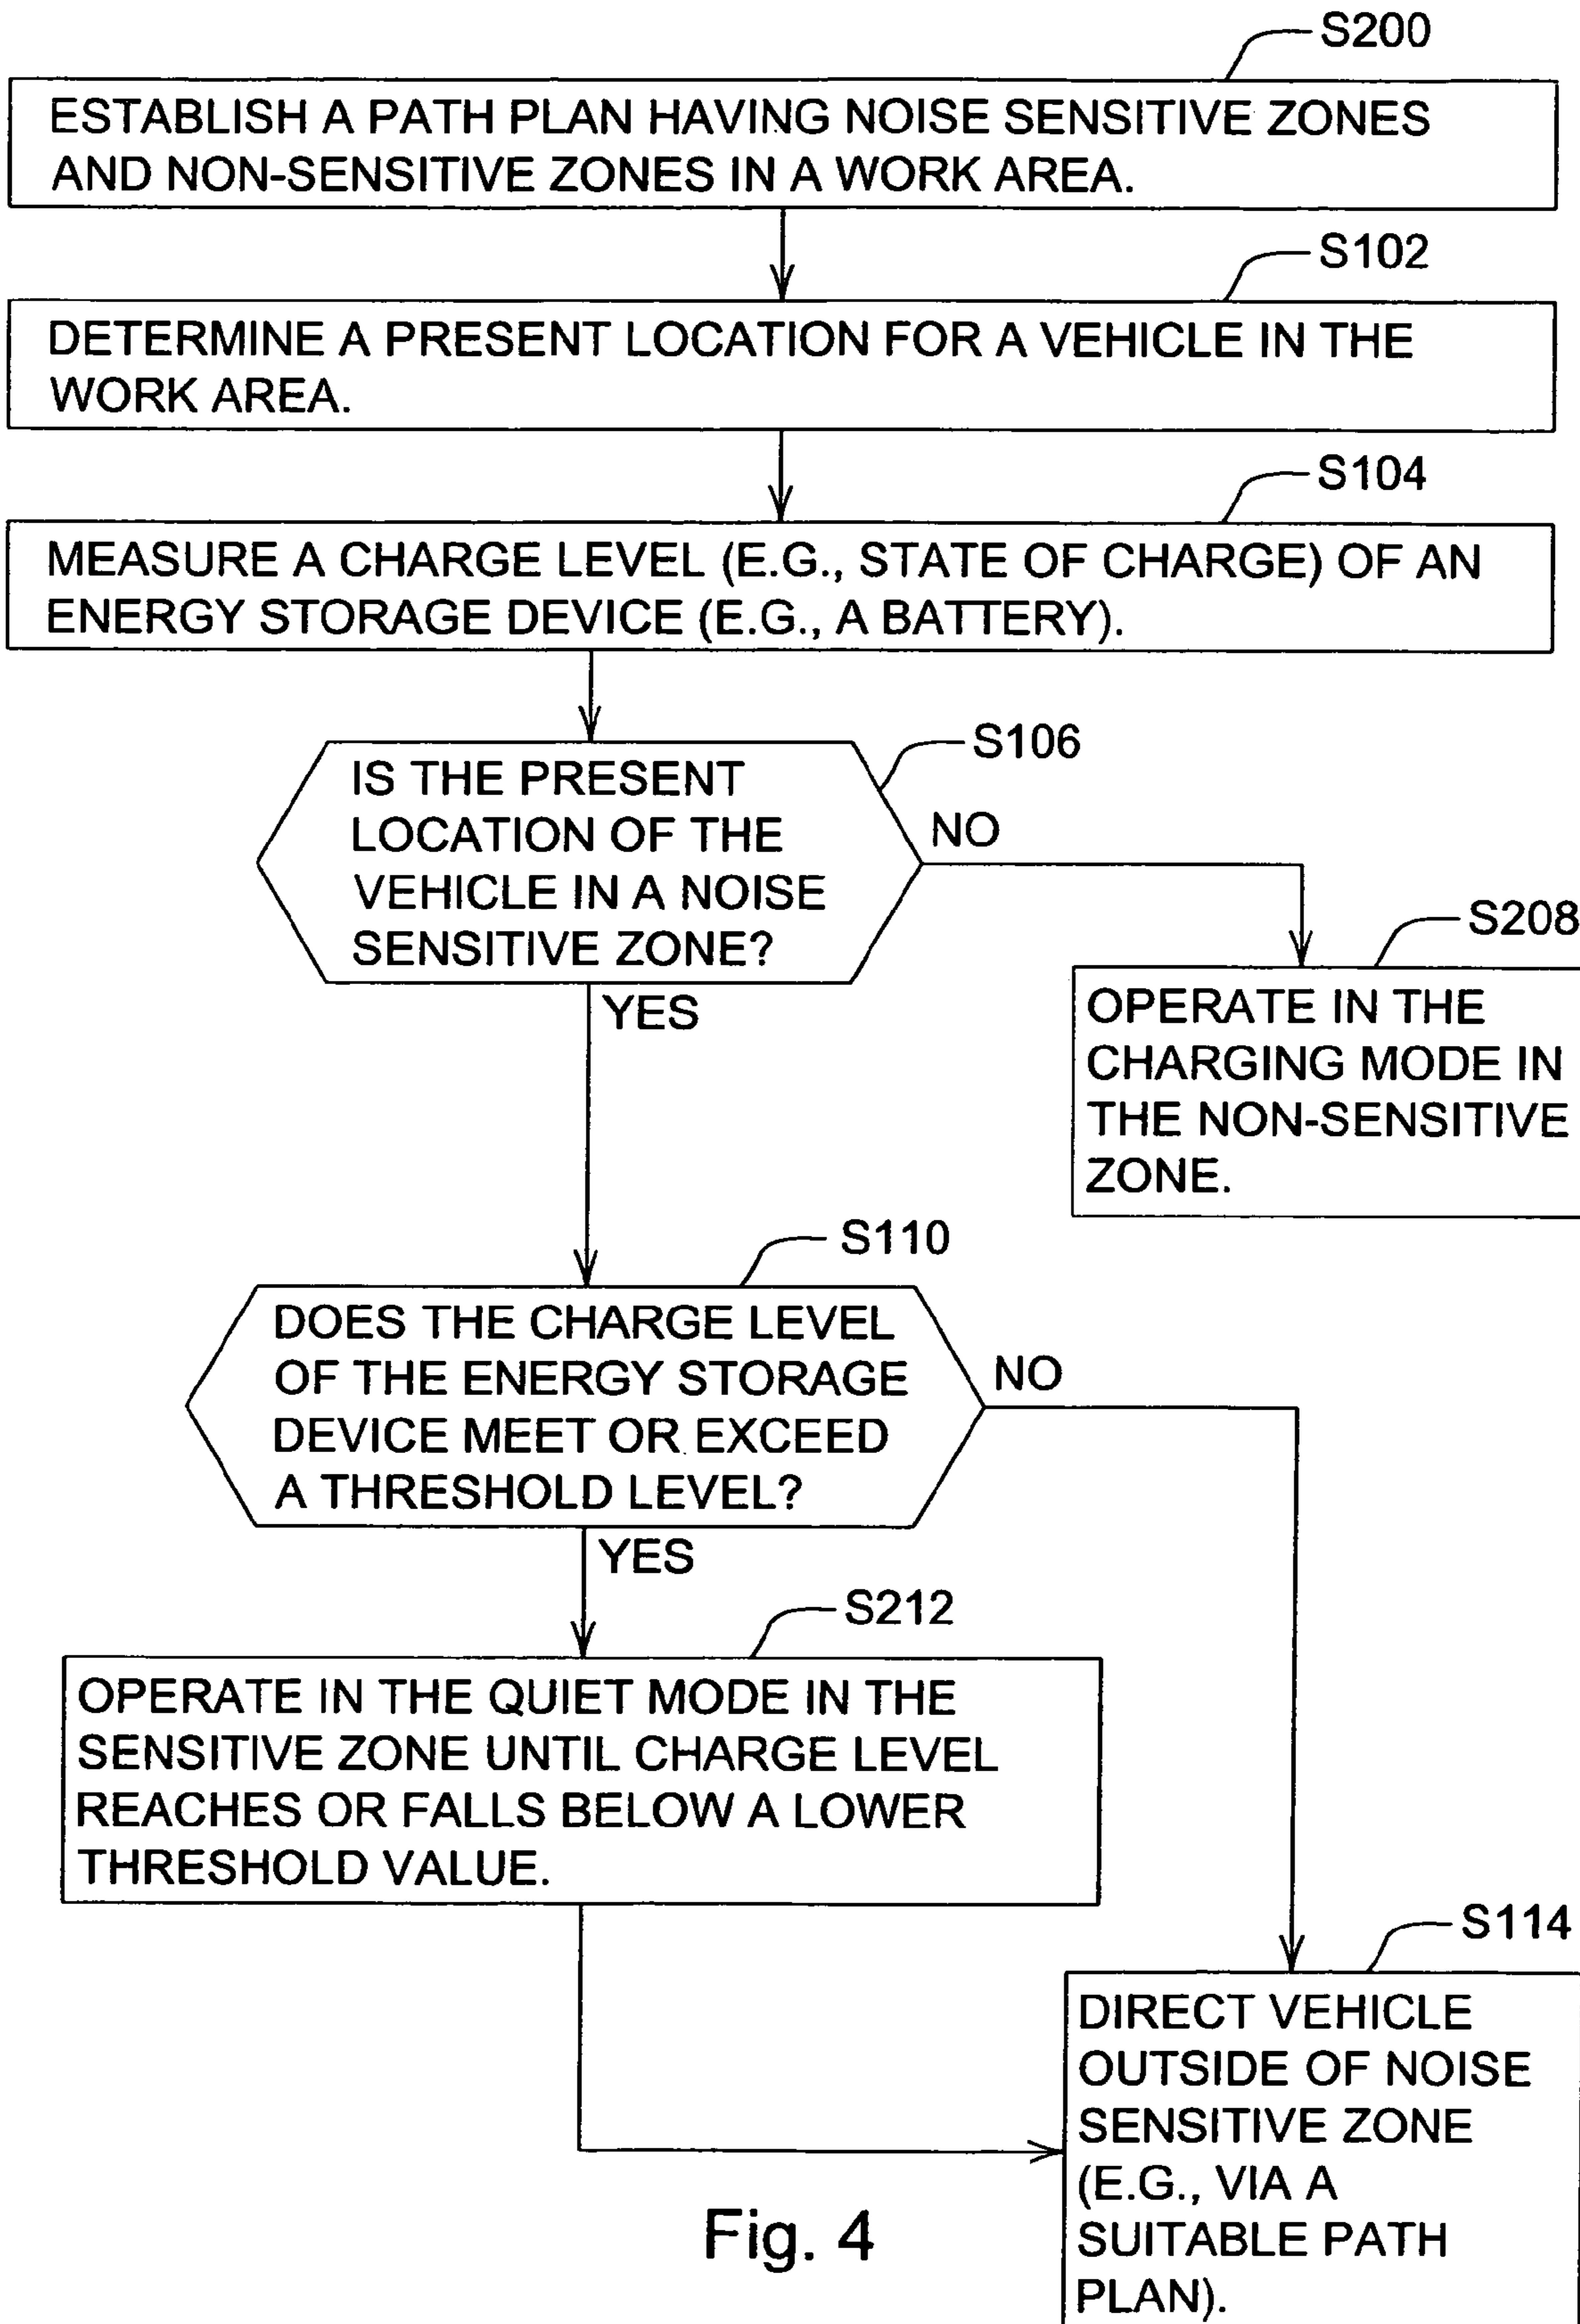 S200
ESTABLISH A PATH PLAN HAVING NOISE SENSITIVE ZONES
AND NON-SENSITIVE ZONES IN A WORK AREA.
S102
DETERMINE A PRESENT LOCATION FOR A VEHICLE IN THE
WORK AREA.
S104
MEASURE A CHARGE LEVEL (E.G., STATE OF CHARGE) OF AN
ENERGY STORAGE DEVICE (E.G., A BATTERY).
S106
IS THE PRESENT
LOCATION OF THE
VEHICLE IN A NOISE
SENSITIVE ZONE?
NO
YES
S208
OPERATE IN THE
CHARGING MODE IN
THE NON-SENSITIVE
ZONE.
S110
DOES THE CHARGE LEVEL
OF THE ENERGY STORAGE
DEVICE MEET OR EXCEED
A THRESHOLD LEVEL?
NO
YES
S212
OPERATE IN THE QUIET MODE IN THE
SENSITIVE ZONE UNTIL CHARGE LEVEL
REACHES OR FALLS BELOW A LOWER
THRESHOLD VALUE.
S114
DIRECT VEHICLE
OUTSIDE OF NOISE
SENSITIVE ZONE
(E.G., VIA A
SUITABLE PATH
PLAN).
Fig. 4